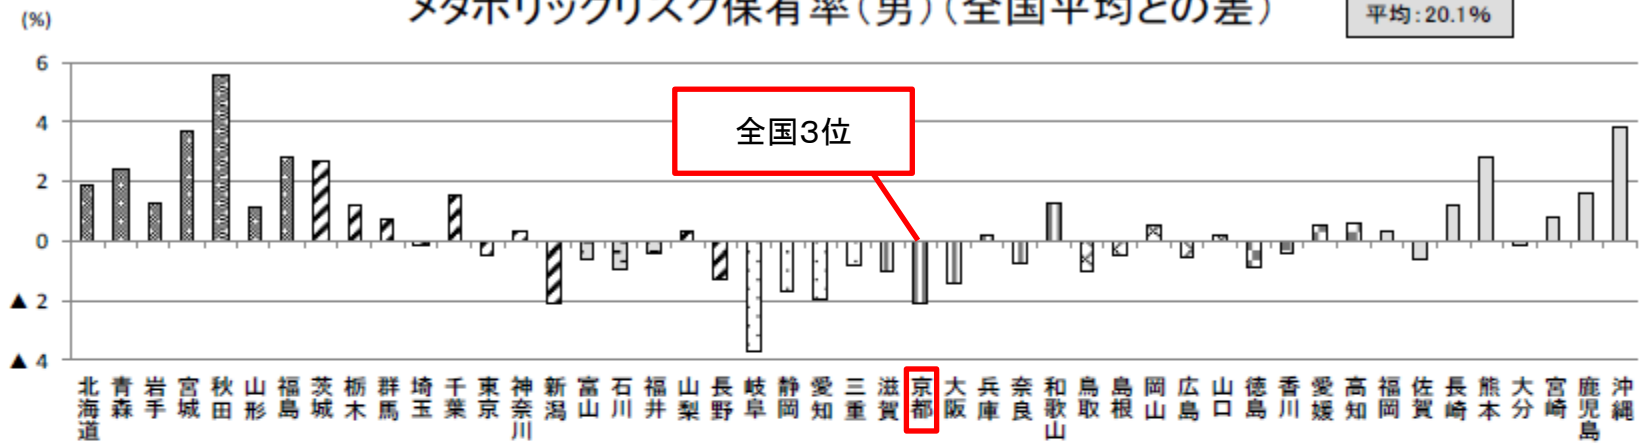 メタボリックリスク保有率(男)(全国平均との差)
平均:20.1%
(%)
6
4
全国3位
2
0
▲ 2
▲ 4
北海道
青森
岩手
宮城
秋田
山形
福島
茨城
栃木
群馬
埼玉
千葉
東京
神奈川
新潟
富山
石川
福井
山梨
長野
岐阜
静岡
愛知
三重
滋賀
京都
大阪
兵庫
奈良
和歌山
鳥取
島根
岡山
広島
山口
徳島
香川
愛媛
高知
福岡
佐賀
長崎
熊本
大分
宮崎
鹿児島
沖縄